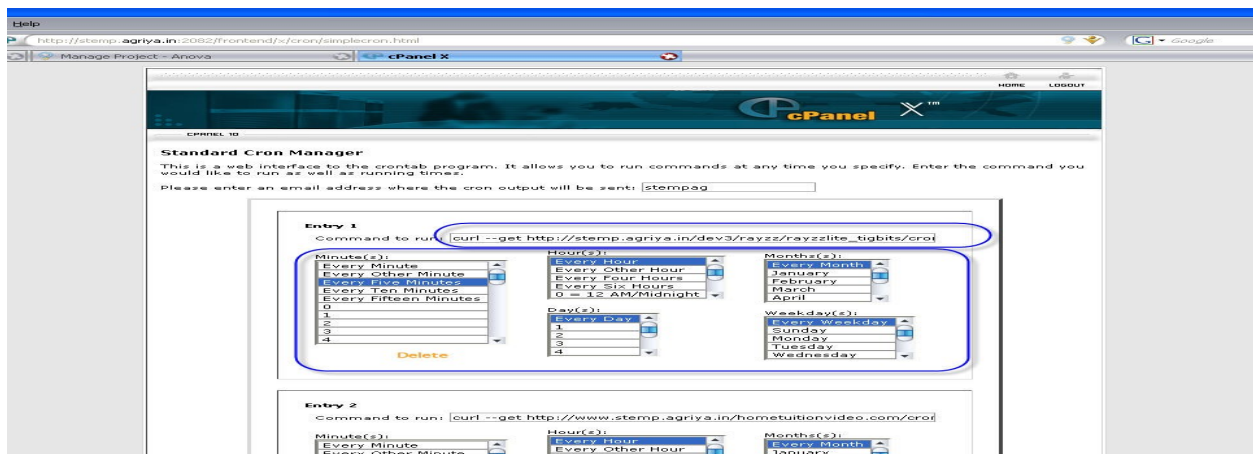 Help
http://stemp.agriya.in:2082/frontend/x/cron/simplecron.html
Google
Manage Project - Anova
cPanel X
HOME LOGOUT
cPanel X™
CPANEL 10
Standard Cron Manager
This is a web interface to the crontab program. It allows you to run commands at any time you specify. Enter the command you
would like to run as well as running times.
Please enter an email address where the cron output will be sent: stempag
Entry 1
Command to run: curl --get http://stemp.agriya.in/dev3/rayzz/rayzzlite_tigbits/cron
Minute(s):
Every Minute
Every Other Minute
Every Five Minutes
Every Ten Minutes
Every Fifteen Minutes
0
1
2
3
4
Delete
Hour(s):
Every Hour
Every Other Hour
Every Four Hours
Every Six Hours
0 = 12 AM/Midnight
Day(s):
Every Day
1
2
3
4
Months(s):
Every Month
January
February
March
April
Weekday(s):
Every Weekday
Sunday
Monday
Tuesday
Wednesday
Entry 2
Command to run: curl --get http://www.stemp.agriya.in/hometuitionvideo.com/cron
Minute(s):
Every Minute
Every Other Minute
Hour(s):
Every Hour
Every Other Hour
Months(s):
Every Month
January